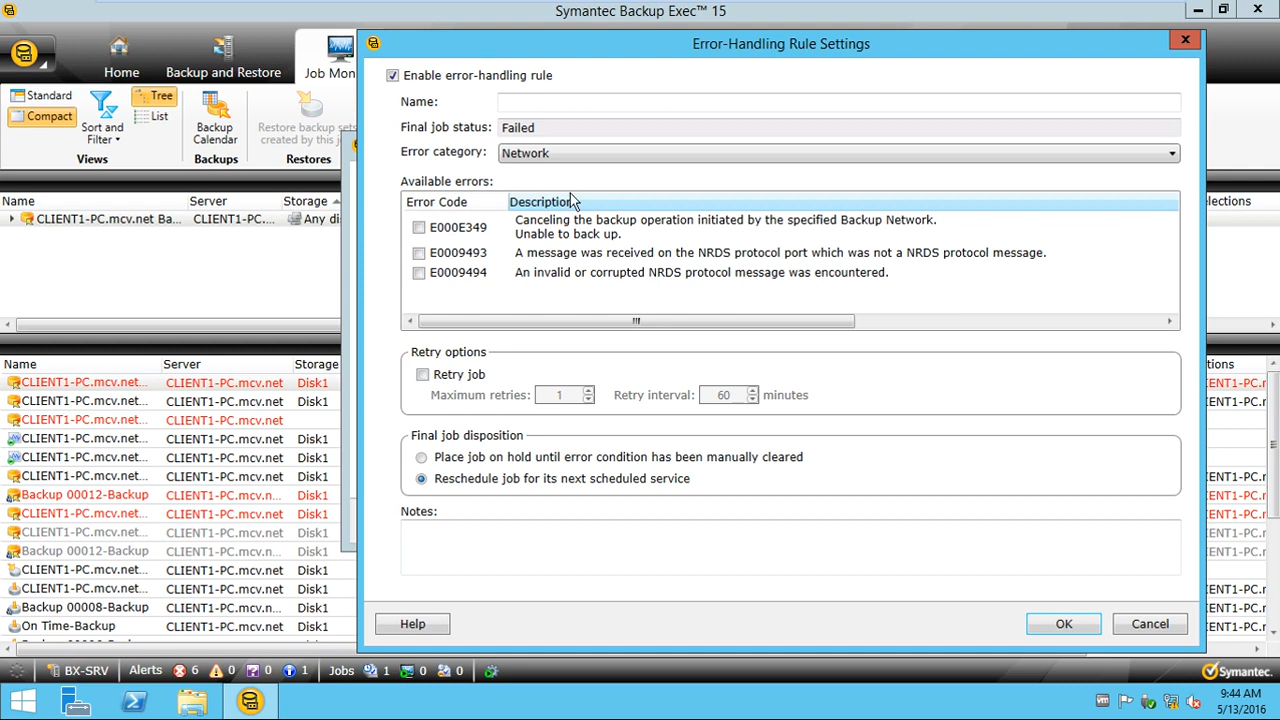 Symantec Backup Exec™ 15
Home
Backup and Restore
Job Mon
Standard
Compact
Sort and
Filter
Tree
List
Views
Backup
Calendar
Backups
Restore backup sets
created by this j
Restores
Name Server Storage
CLIENT1-PC.mcv.net Ba... CLIENT1-PC.... Any di
elections
Error-Handling Rule Settings
Enable error-handling rule
Name:
Final job status: Failed
Error category: Network
Available errors:
Error Code Description
E000E349 Canceling the backup operation initiated by the specified Backup Network.
Unable to back up.
E0009493 A message was received on the NRDS protocol port which was not a NRDS protocol message.
E0009494 An invalid or corrupted NRDS protocol message was encountered.
Retry options
Retry job
Maximum retries: 1 Retry interval: 60 minutes
Final job disposition
Place job on hold until error condition has been manually cleared
Reschedule job for its next scheduled service
Notes:
Help OK Cancel
Name Server Storage tions
CLIENT1-PC.mcv.net... CLIENT1-PC.mcv.net Disk1
CLIENT1-PC.mcv.net... CLIENT1-PC.mcv.net Disk1
CLIENT1-PC.mcv.net... CLIENT1-PC.mcv.net
CLIENT1-PC.mcv.net... CLIENT1-PC.mcv.net Disk1
CLIENT1-PC.mcv.net... CLIENT1-PC.mcv.net Disk1
CLIENT1-PC.mcv.net... CLIENT1-PC.mcv.net Disk1
Backup 00012-Backup CLIENT1-PC.mcv.n... Disk1
CLIENT1-PC.mcv.net... CLIENT1-PC.mcv.net Disk1
CLIENT1-PC.mcv.net... CLIENT1-PC.mcv.net Disk1
Backup 00012-Backup CLIENT1-PC.mcv.n... Disk1
CLIENT1-PC.mcv.net... CLIENT1-PC.mcv.net Disk1
CLIENT1-PC.mcv.net... CLIENT1-PC.mcv.net Disk1
Backup 00008-Backup CLIENT1-PC.mcv.n... Disk1
On Time-Backup CLIENT1-PC.mcv.net Disk1
BX-SRV Alerts 6 0 0 1 Jobs 1 0 0
Symantec.
9:44 AM
5/13/2016